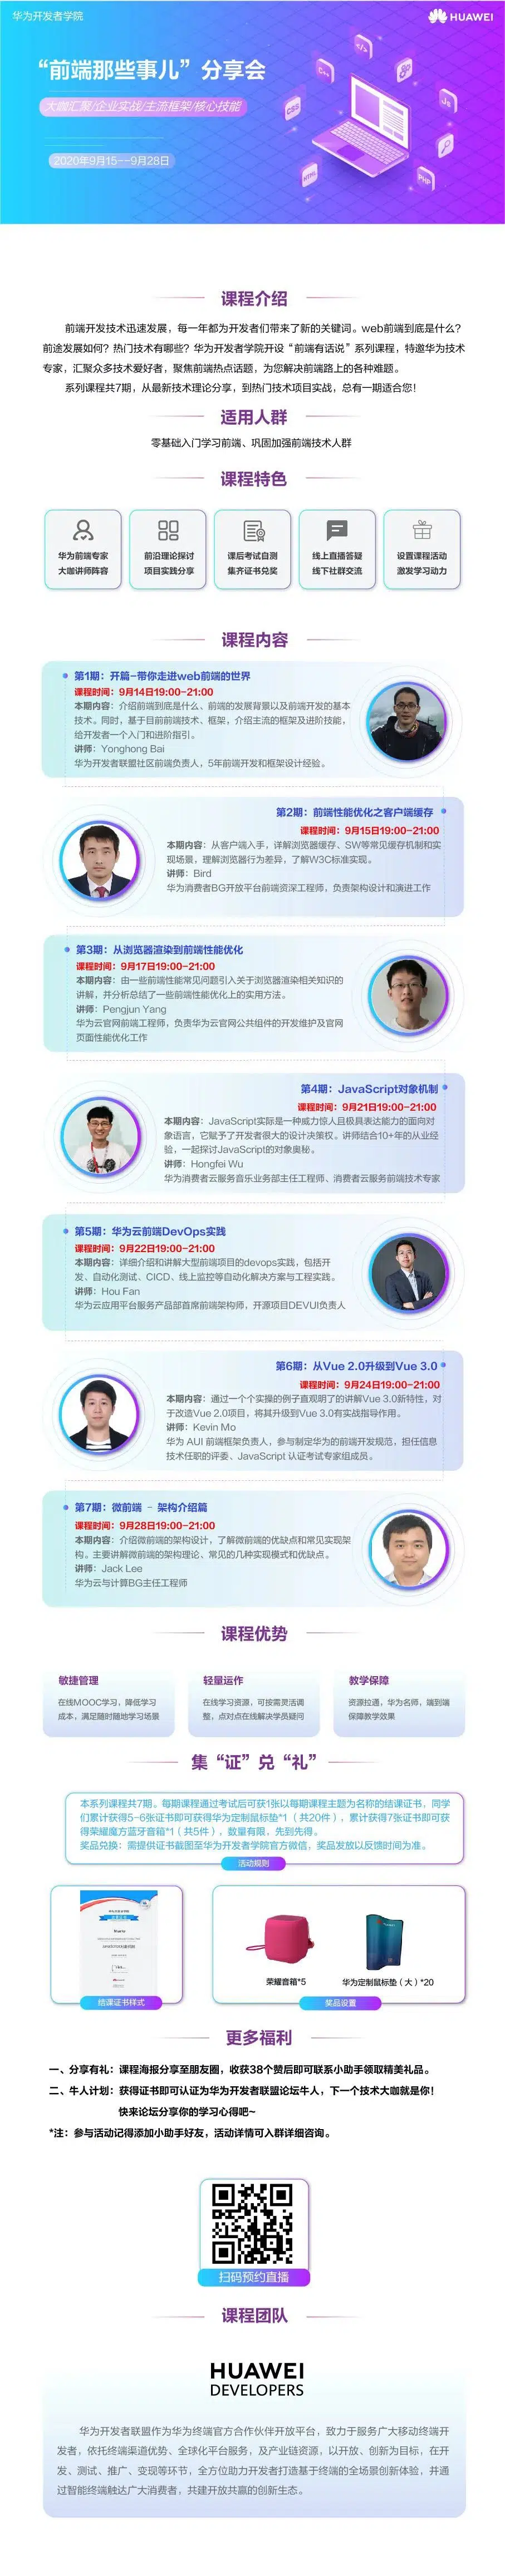 华为开发者学院
HUAWEI
“前端那些事儿”分享会
大咖汇聚/企业实战/主流框架/核心技能
2020年9月15--9月28日
C++
</>
CSS
Js
HTML
PHP
课程介绍
前端开发技术迅速发展，每一年都为开发者们带来了新的关键词。web前端到底是什么？
前途发展如何？热门技术有哪些？华为开发者学院开设“前端有话说”系列课程，特邀华为技术
专家，汇聚众多技术爱好者，聚焦前端热点话题，为您解决前端路上的各种难题。
系列课程共7期，从最新技术理论分享，到热门技术项目实战，总有一期适合您！
适用人群
零基础入门学习前端、巩固加强前端技术人群
课程特色
华为前端专家
大咖讲师阵容
前沿理论探讨
项目实践分享
课后考试自测
集齐证书兑奖
线上直播答疑
线下社群交流
设置课程活动
激发学习动力
课程内容
第1期：开篇-带你走进web前端的世界
课程时间：9月14日19:00-21:00
本期内容：介绍前端到底是什么、前端的发展背景以及前端开发的基本
技术。同时，基于目前前端技术、框架，介绍主流的框架及进阶技能，
给开发者一个入门和进阶指引。
讲师：Yonghong Bai
华为开发者联盟社区前端负责人，5年前端开发和框架设计经验。
第2期：前端性能优化之客户端缓存
课程时间：9月15日19:00-21:00
本期内容：从客户端入手，详解浏览器缓存、SW等常见缓存机制和实
现场景，理解浏览器行为差异，了解W3C标准实现。
讲师：Bird
华为消费者BG开放平台前端资深工程师，负责架构设计和演进工作
第3期：从浏览器渲染到前端性能优化
课程时间：9月17日19:00-21:00
本期内容：由一些前端性能常见问题引入关于浏览器渲染相关知识的
讲解，并分析总结了一些前端性能优化上的实用方法。
讲师：Pengjun Yang
华为云官网前端工程师，负责华为云官网公共组件的开发维护及官网
页面性能优化工作
第4期：JavaScript对象机制
课程时间：9月21日19:00-21:00
本期内容：JavaScript实际是一种威力惊人且极具表达能力的面向对
象语言，它赋予了开发者很大的设计决策权。讲师结合10+年的从业经
验，一起探讨JavaScript的对象奥秘。
讲师：Hongfei Wu
华为消费者云服务音乐业务部主任工程师、消费者云服务前端技术专家
第5期：华为云前端DevOps实践
课程时间：9月22日19:00-21:00
本期内容：详细介绍和讲解大型前端项目的devops实践，包括开
发、自动化测试、CICD、线上监控等自动化解决方案与工程实践。
讲师：Hou Fan
华为云应用平台服务产品部首席前端架构师，开源项目DEVUI负责人
第6期：从Vue 2.0升级到Vue 3.0
课程时间：9月24日19:00-21:00
本期内容：通过一个个实操的例子直观明了的讲解Vue 3.0新特性，对
于改造Vue 2.0项目，将其升级到Vue 3.0有实战指导作用。
讲师：Kevin Mo
华为 AUI 前端框架负责人，参与制定华为的前端开发规范，担任信息
技术任职的评委、JavaScript 认证考试专家组成员。
第7期：微前端 - 架构介绍篇
课程时间：9月28日19:00-21:00
本期内容：介绍微前端的架构设计，了解微前端的优缺点和常见实现架
构。主要讲解微前端的架构理论、常见的几种实现模式和优缺点。
讲师：Jack Lee
华为云与计算BG主任工程师
课程优势
敏捷管理
在线MOOC学习，降低学习
成本，满足随时随地学习场景
轻量运作
在线学习资源，可按需灵活调
整，点对点在线解决学员疑问
教学保障
资源拉通，华为名师，端到端
保障教学效果
集“证”兑“礼”
本系列课程共7期。每期课程通过考试后可获1张以每期课程主题为名称的结课证书，同学
们累计获得5-6张证书即可获得华为定制鼠标垫*1（共20件），累计获得7张证书即可获
得荣耀魔方蓝牙音箱*1（共5件），数量有限，先到先得。
奖品兑换：需提供证书截图至华为开发者学院官方微信，奖品发放以反馈时间为准。
活动规则
结课证书样式
荣耀音箱*5
华为定制鼠标垫（大）*20
奖品设置
更多福利
一、分享有礼：课程海报分享至朋友圈，收获38个赞后即可联系小助手领取精美礼品。
二、牛人计划：获得证书即可认证为华为开发者联盟论坛牛人，下一个技术大咖就是你！
快来论坛分享你的学习心得吧~
*注：参与活动记得添加小助手好友，活动详情可入群详细咨询。
扫码预约直播
课程团队
HUAWEI
DEVELOPERS
华为开发者联盟作为华为终端官方合作伙伴开放平台，致力于服务广大移动终端开
发者，依托终端渠道优势、全球化平台服务，及产业链资源，以开放、创新为目标，在开
发、测试、推广、变现等环节，全方位助力开发者打造基于终端的全场景创新体验，并通
过智能终端触达广大消费者，共建开放共赢的创新生态。